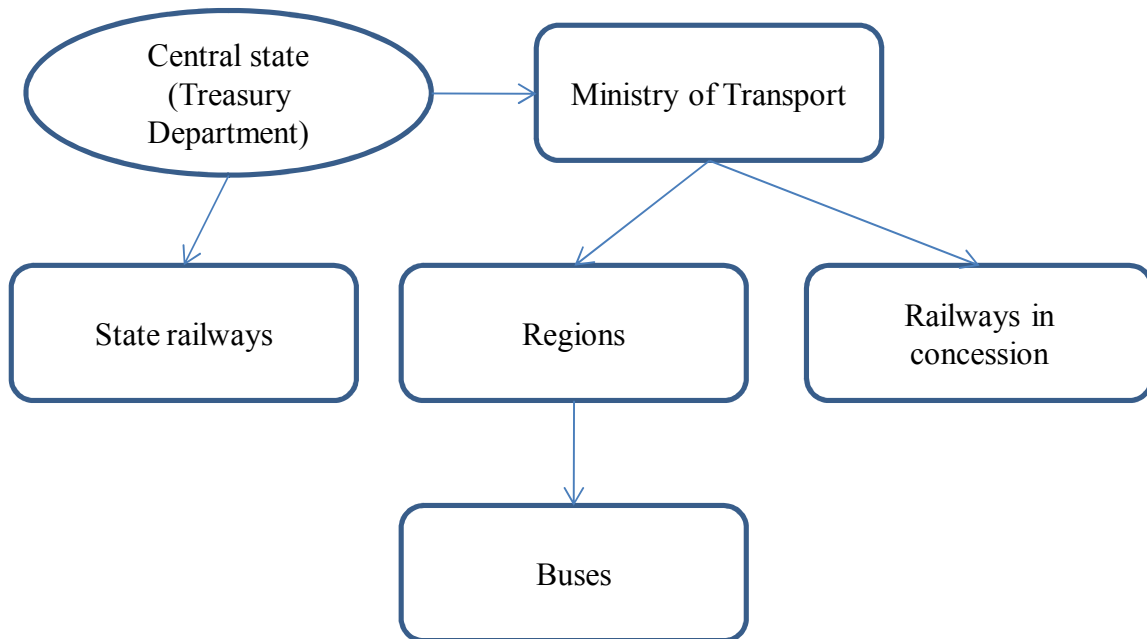 Central state
(Treasury
Department)
Ministry of Transport
State railways
Regions
Railways in
concession
Buses